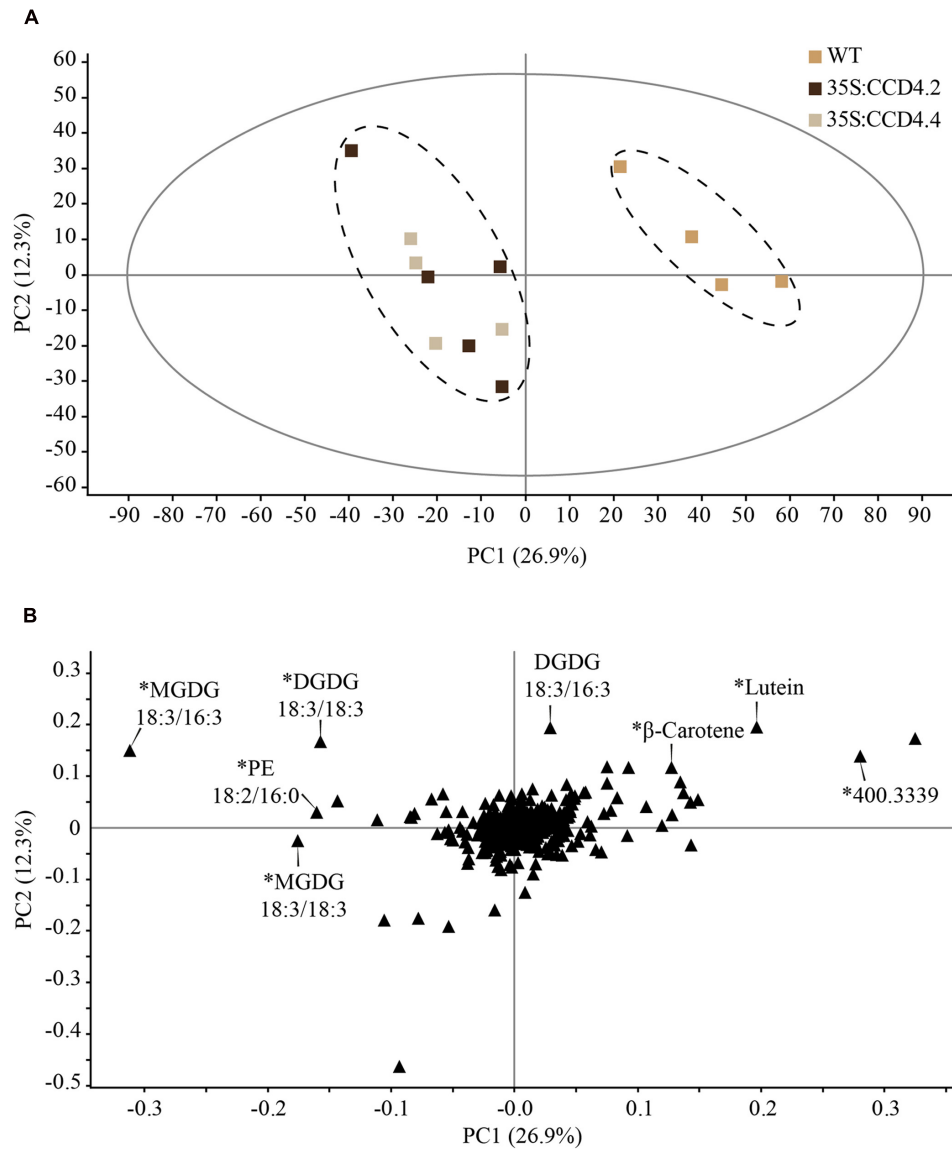 A
60
50
40
30
20
10
0
-10
-20
-30
-40
-50
-60
PC2 (12.3%)
WT
35S:CCD4.2
35S:CCD4.4
-90 -80 -70 -60 -50 -40 -30 -20 -10 0 10 20 30 40 50 60 70 80 90
PC1 (26.9%)
B
0.3
0.2
0.1
0
-0.1
-0.2
-0.3
-0.4
-0.5
PC2 (12.3%)
*MGDG
18:3/16:3
*DGDG
18:3/18:3
DGDG
18:3/16:3
*Lutein
*β-Carotene
*PE
18:2/16:0
*400.3339
*MGDG
18:3/18:3
-0.3 -0.2 -0.1 -0.0 0.1 0.2 0.3
PC1 (26.9%)